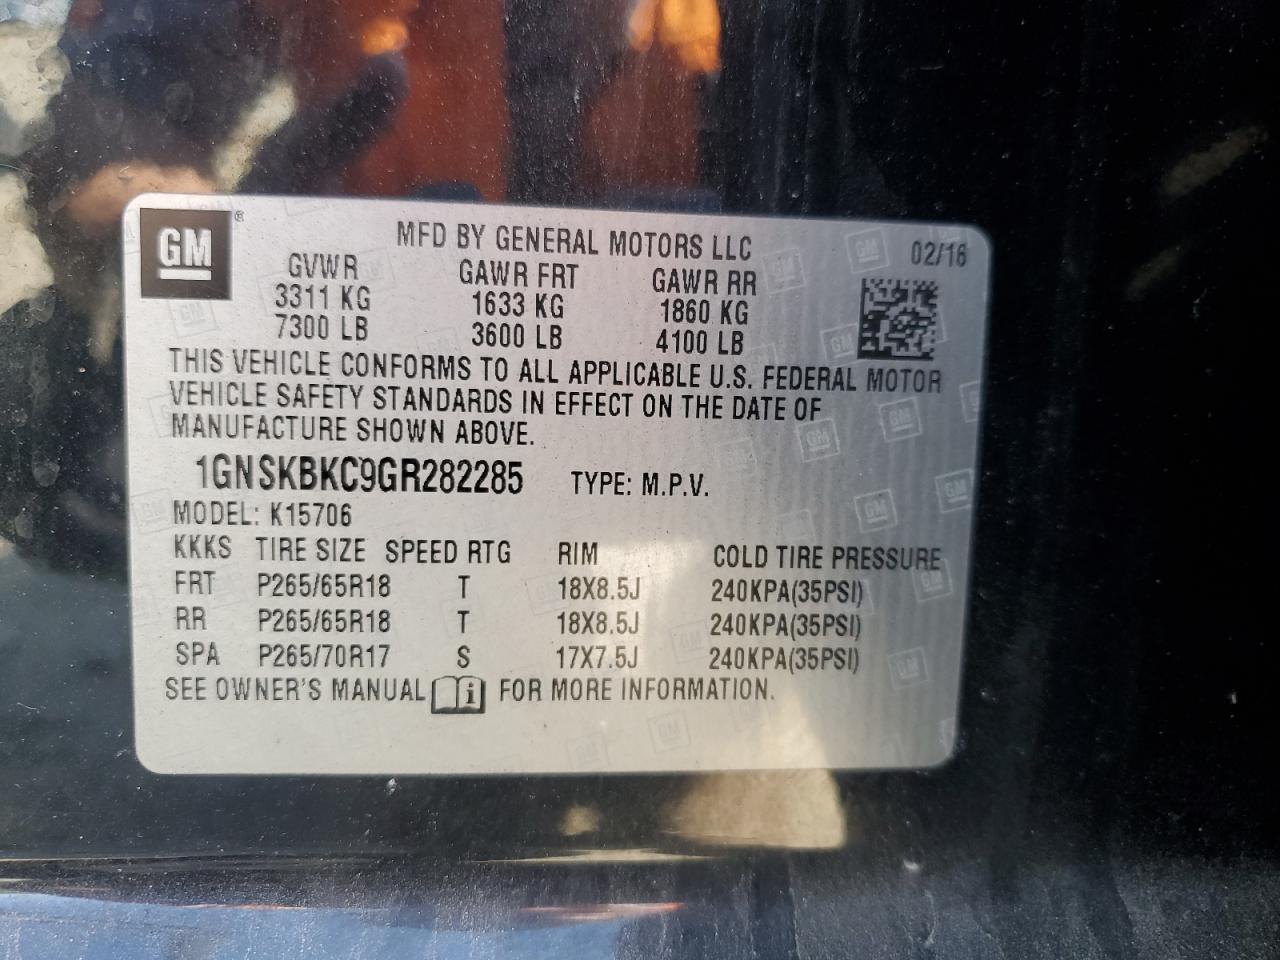 GM ®
MFD BY GENERAL MOTORS LLC 02/16
GVWR GAWR FRT GAWR RR
3311 KG 1633 KG 1860 KG
7300 LB 3600 LB 4100 LB
THIS VEHICLE CONFORMS TO ALL APPLICABLE U.S. FEDERAL MOTOR
VEHICLE SAFETY STANDARDS IN EFFECT ON THE DATE OF
MANUFACTURE SHOWN ABOVE.
1GNSKBKC9GR282285 TYPE: M.P.V.
MODEL: K15706
KKKS TIRE SIZE SPEED RTG RIM COLD TIRE PRESSURE
FRT P265/65R18 T 18X8.5J 240KPA(35PSI)
RR P265/65R18 T 18X8.5J 240KPA(35PSI)
SPA P265/70R17 S 17X7.5J 240KPA(35PSI)
SEE OWNER'S MANUAL i FOR MORE INFORMATION.